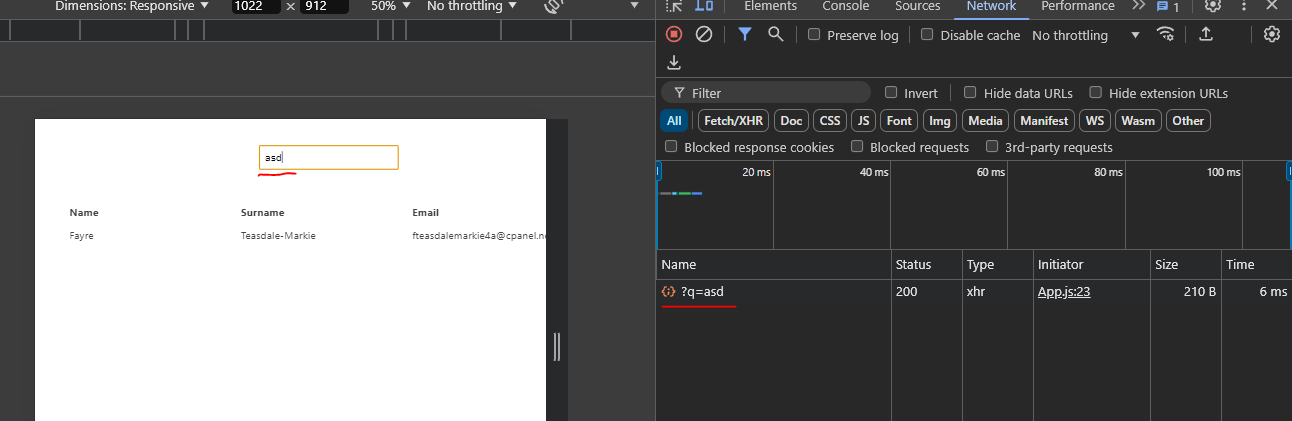 Dimensions: Responsive ▼ 1022 × 912 50% ▼ No throttling ▼
Elements Console Sources Network Performance 1
Preserve log Disable cache No throttling ▼
Filter Invert Hide data URLs Hide extension URLs
All Fetch/XHR Doc CSS JS Font Img Media Manifest WS Wasm Other
Blocked response cookies Blocked requests 3rd-party requests
20 ms 40 ms 60 ms 80 ms 100 ms
asd
Name Surname Email
Fayre Teasdale-Markie fteasdalemarkie4a@cpanel.n
Name Status Type Initiator Size Time
?q=asd 200 xhr App.js:23 210 B 6 ms